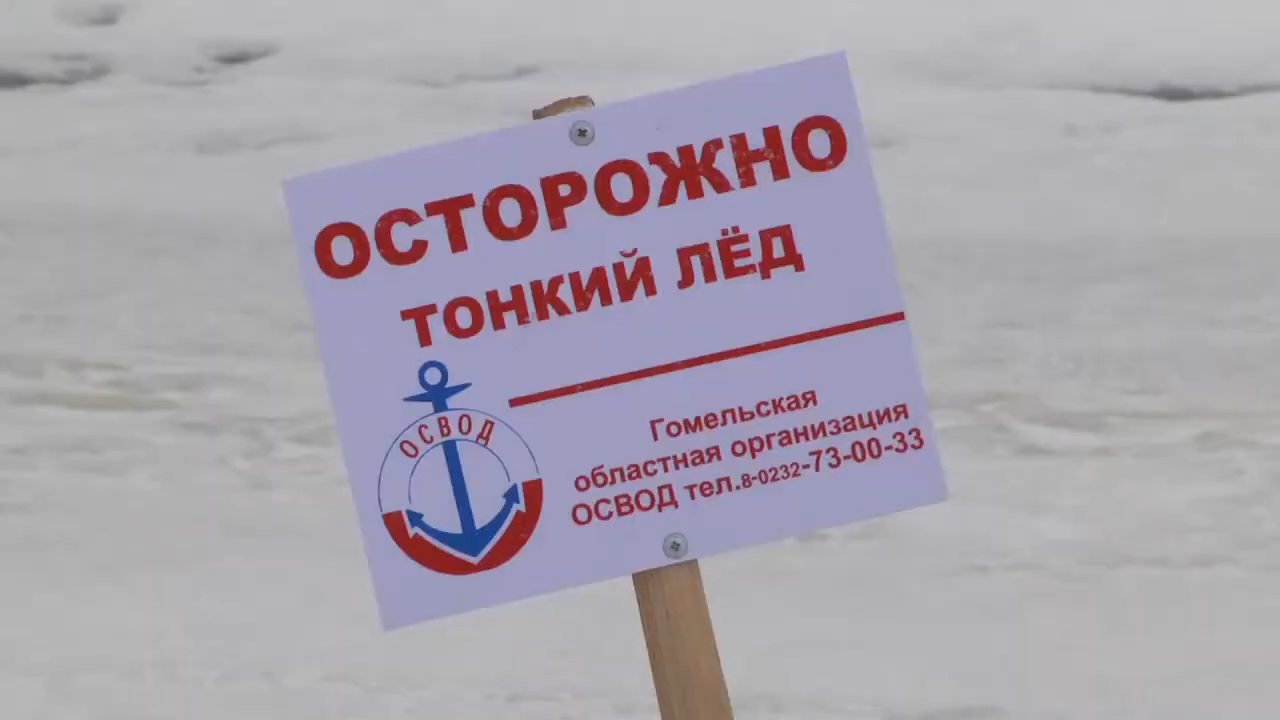 ОСТОРОЖНО
ТОНКИЙ ЛЁД
ОСВОД
Гомельская
областная организация
ОСВОД тел.8-0232-73-00-33